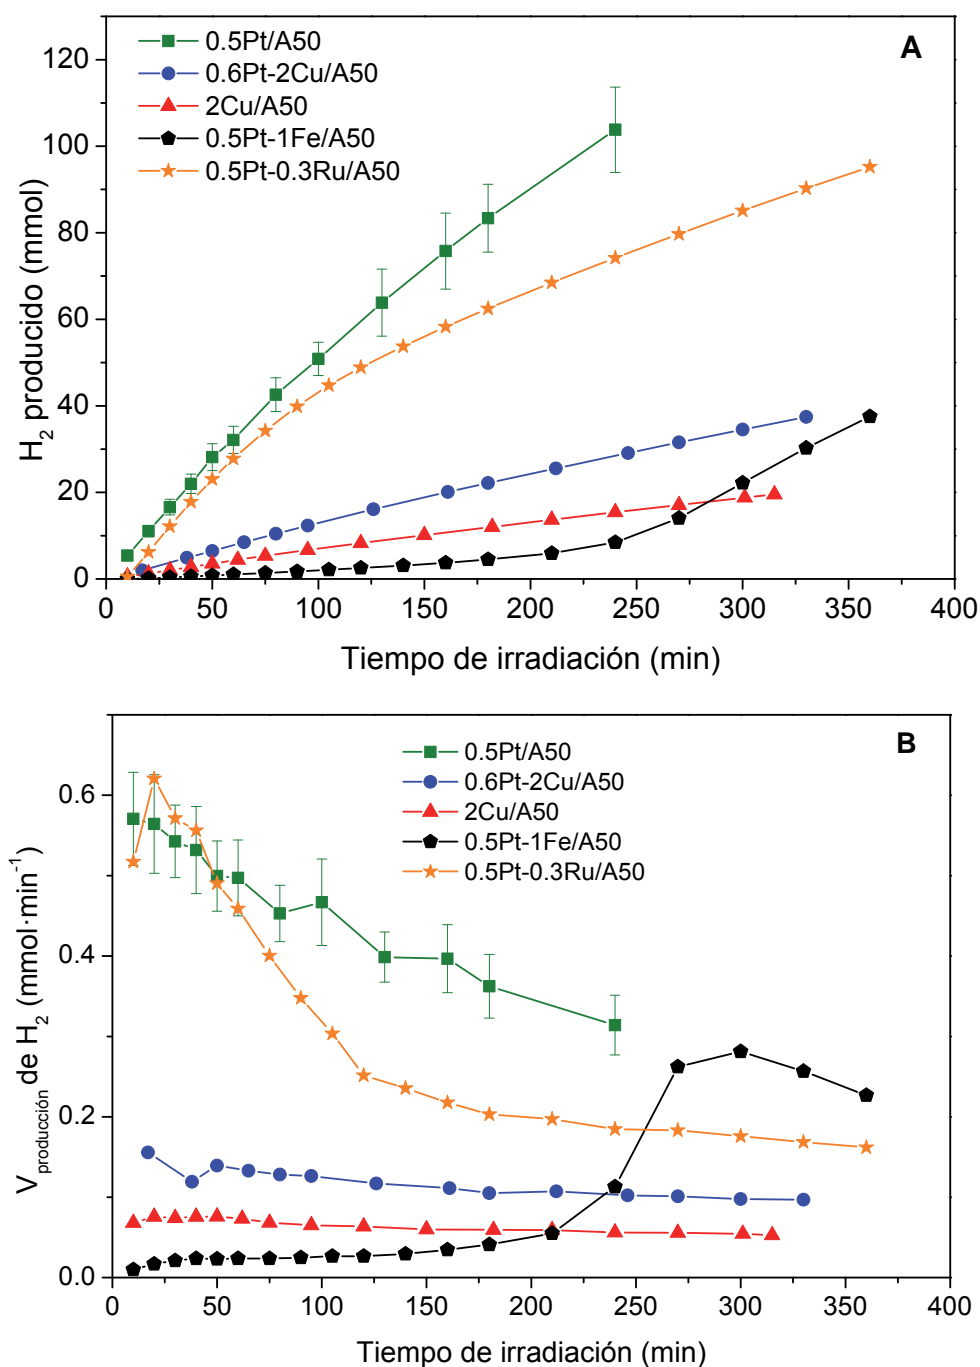 A
0.5Pt/A50
0.6Pt-2Cu/A50
2Cu/A50
0.5Pt-1Fe/A50
0.5Pt-0.3Ru/A50
H₂ producido (mmol)
120
100
80
60
40
20
0
0 50 100 150 200 250 300 350 400
Tiempo de irradiación (min)
B
0.5Pt/A50
0.6Pt-2Cu/A50
2Cu/A50
0.5Pt-1Fe/A50
0.5Pt-0.3Ru/A50
V producción de H₂ (mmol·min⁻¹)
0.6
0.4
0.2
0.0
0 50 100 150 200 250 300 350 400
Tiempo de irradiación (min)